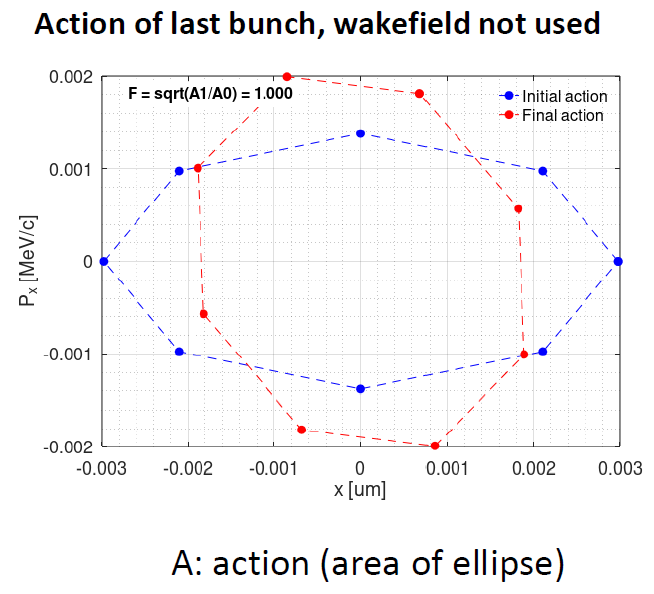 Action of last bunch, wakefield not used
F = sqrt(A1/A0) = 1.000
Initial action
Final action
0.002
0.001
0
-0.001
-0.002
Pₓ [MeV/c]
-0.003 -0.002 -0.001 0 0.001 0.002 0.003
x [um]
A: action (area of ellipse)